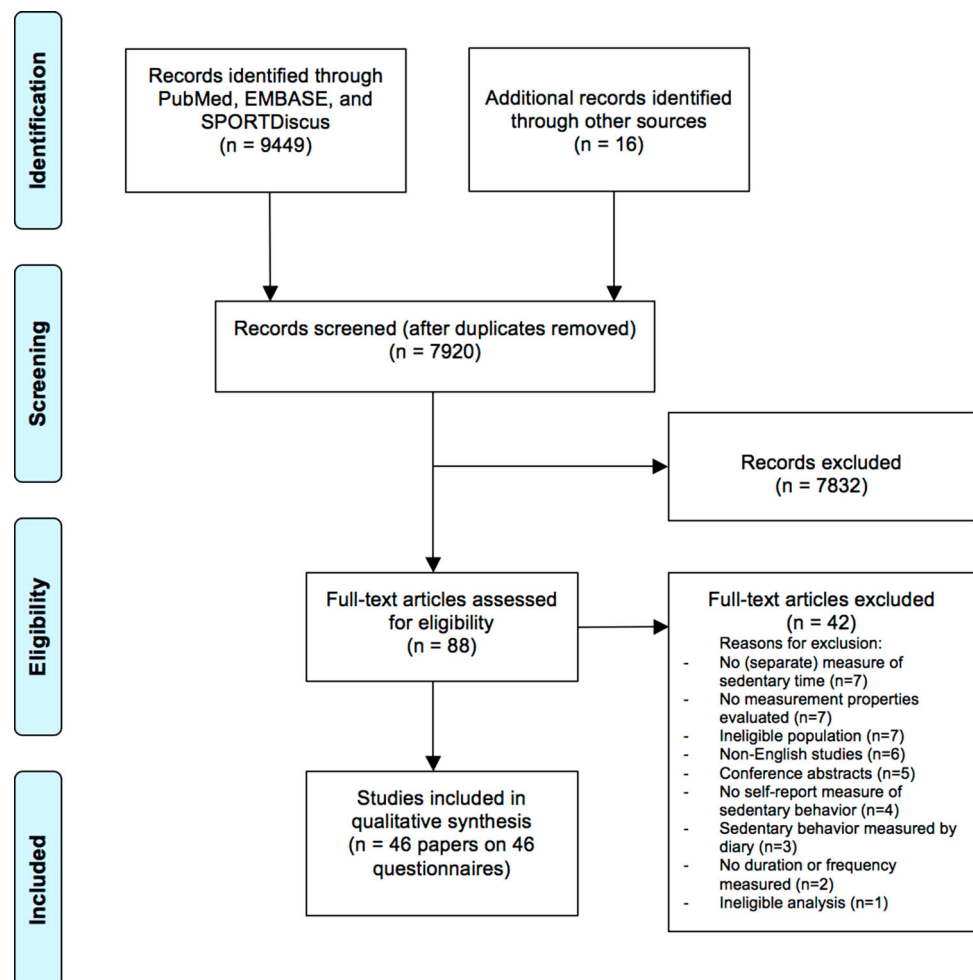 Identification
Records identified through
PubMed, EMBASE, and
SPORTDiscus
(n = 9449)
Additional records identified
through other sources
(n = 16)
Screening
Records screened (after duplicates removed)
(n = 7920)
Records excluded
(n = 7832)
Eligibility
Full-text articles assessed
for eligibility
(n = 88)
Full-text articles excluded
(n = 42)
Reasons for exclusion:
- No (separate) measure of
sedentary time (n=7)
- No measurement properties
evaluated (n=7)
- Ineligible population (n=7)
- Non-English studies (n=6)
- Conference abstracts (n=5)
- No self-report measure of
sedentary behavior (n=4)
- Sedentary behavior measured by
diary (n=3)
- No duration or frequency
measured (n=2)
- Ineligible analysis (n=1)
Included
Studies included in
qualitative synthesis
(n = 46 papers on 46
questionnaires)